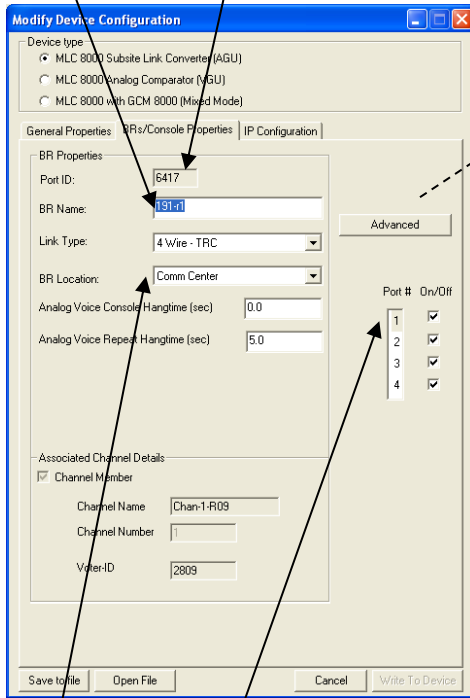 Modify Device Configuration
Device type
MLC 8000 Subsite Link Converter (AGU)
MLC 8000 Analog Comparator (VGU)
MLC 8000 with GCM 8000 (Mixed Mode)
General Properties BRs/Console Properties IP Configuration
BR Properties
Port ID: 6417
BR Name: 191-r1
Advanced
Link Type: 4 Wire - TRC
BR Location: Comm Center
Port # On/Off
Analog Voice Console Hangtime (sec) 0.0
1
Analog Voice Repeat Hangtime (sec) 5.0
2
3
4
Associated Channel Details
Channel Member
Channel Name Chan-1-R09
Channel Number 1
Voter-ID 2809
Save to file Open File Cancel Write To Device